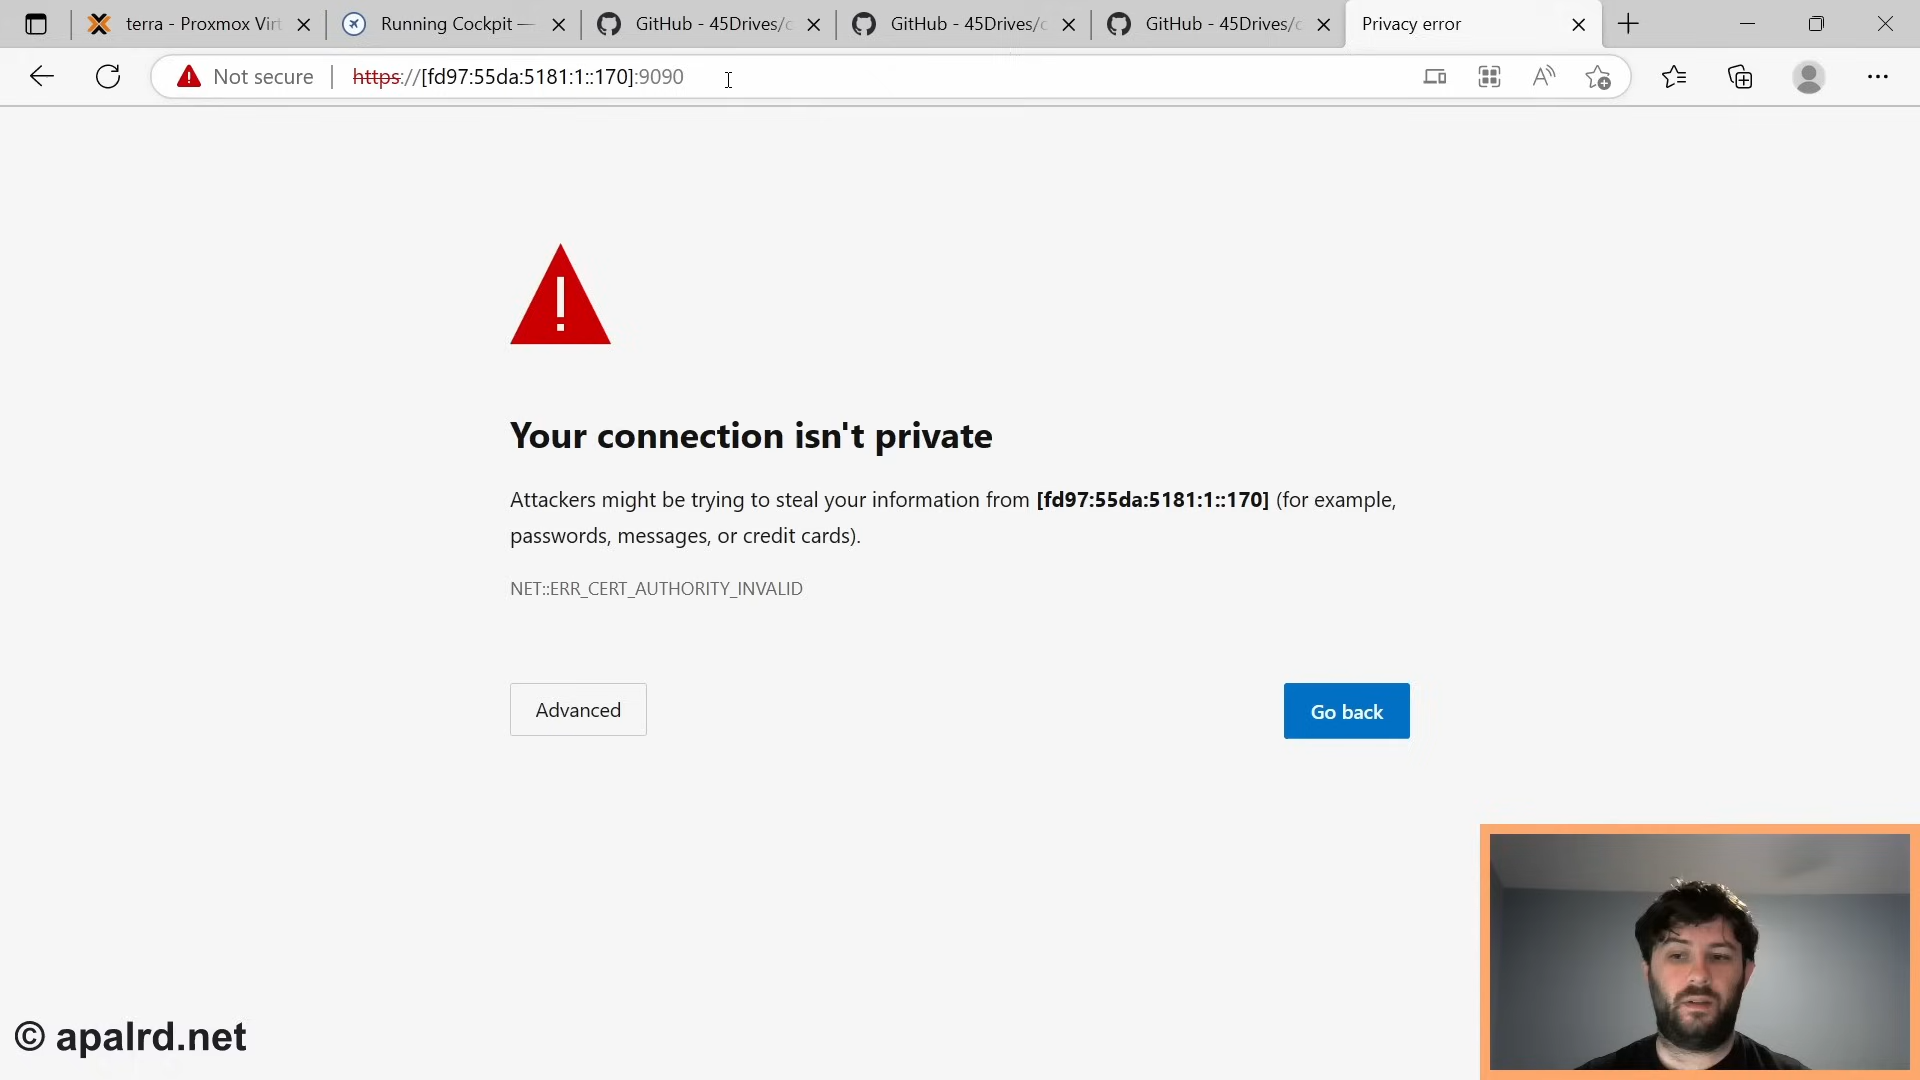 terra - Proxmox Virt
Running Cockpit —
GitHub - 45Drives/c
GitHub - 45Drives/c
GitHub - 45Drives/c
Privacy error
Not secure
https://[fd97:55da:5181:1::170]:9090
Your connection isn't private
Attackers might be trying to steal your information from [fd97:55da:5181:1::170] (for example,
passwords, messages, or credit cards).
NET::ERR_CERT_AUTHORITY_INVALID
Advanced
Go back
© apalrd.net